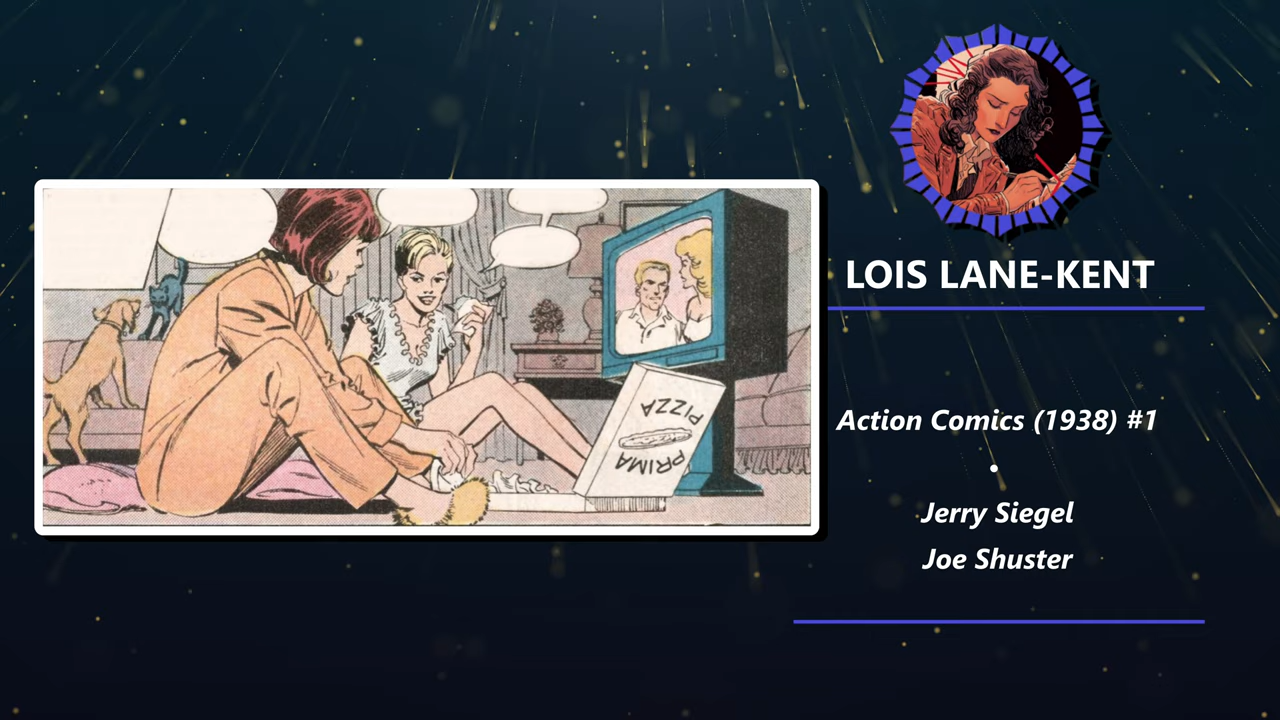 LOIS LANE-KENT
Action Comics (1938) #1
•
Jerry Siegel
Joe Shuster
PIZZA
PRIMA